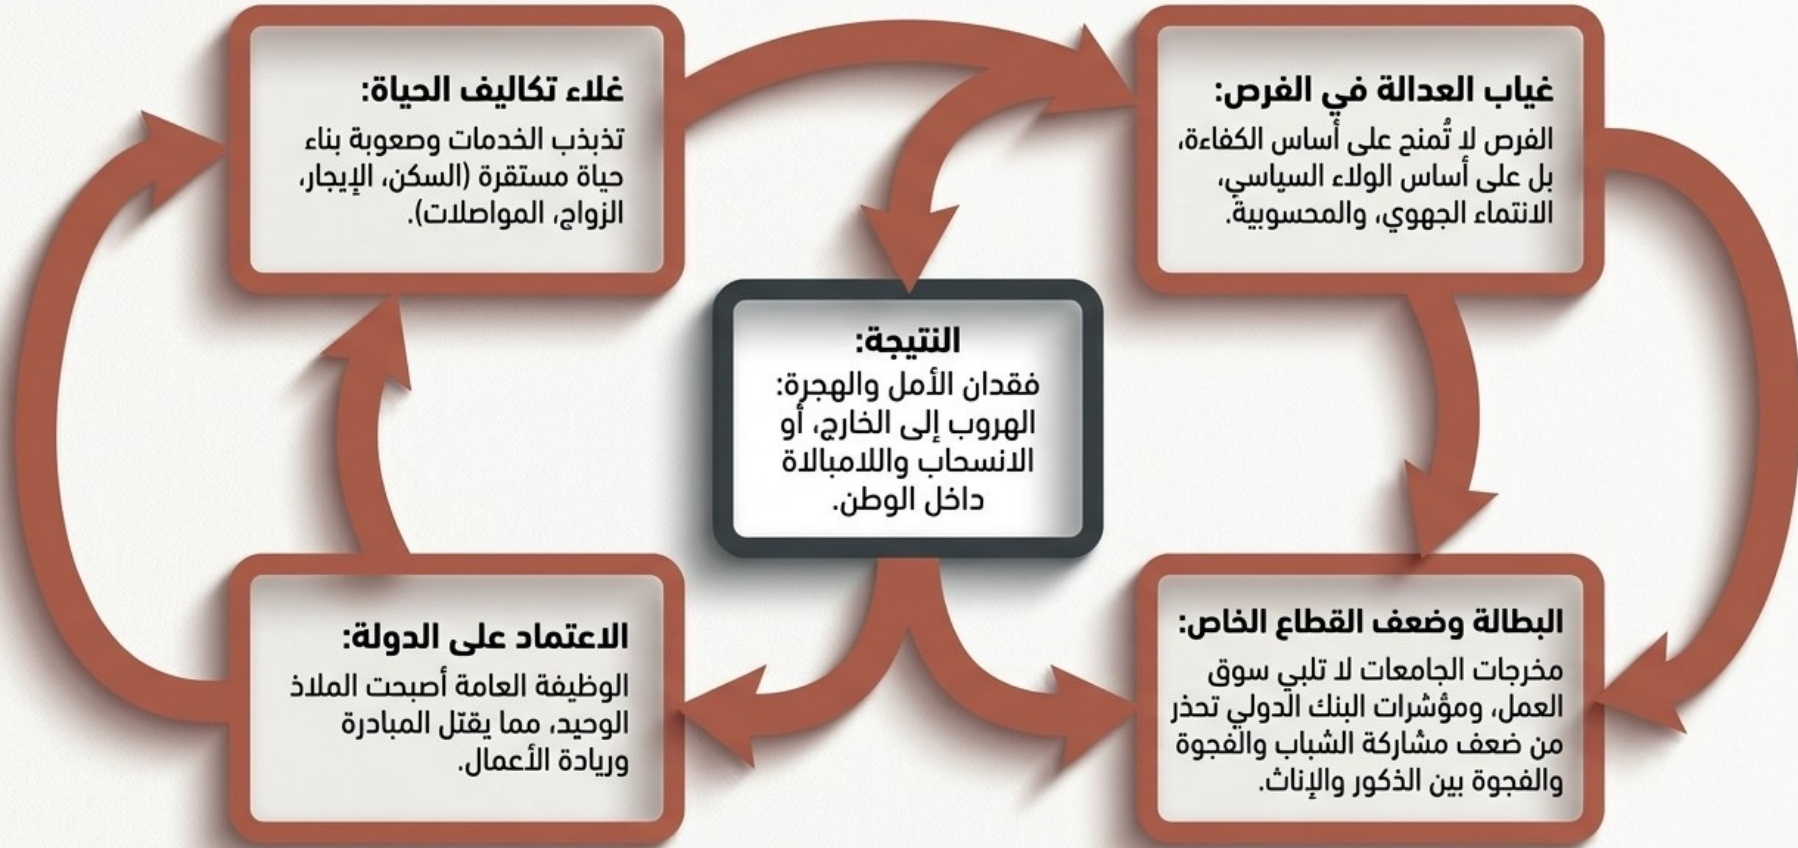 غياب العدالة في الفرص:
الفرص لا تُمنح على أساس الكفاءة،
بل على أساس الولاء السياسي،
الانتماء الجهوي، والمحسوبية.
غلاء تكاليف الحياة:
تذبذب الخدمات وصعوبة بناء
حياة مستقرة (السكن، الإيجار،
الزواج، المواصلات).
النتيجة:
فقدان الأمل والهجرة:
الهروب إلى الخارج، أو
الانسحاب واللامبالاة
داخل الوطن.
البطالة وضعف القطاع الخاص:
مخرجات الجامعات لا تلبي سوق
العمل، ومؤشرات البنك الدولي تحذر
من ضعف مشاركة الشباب والفجوة
والفجوة بين الذكور والإناث.
الاعتماد على الدولة:
الوظيفة العامة أصبحت الملاذ
الوحيد، مما يقتل المبادرة
وريادة الأعمال.